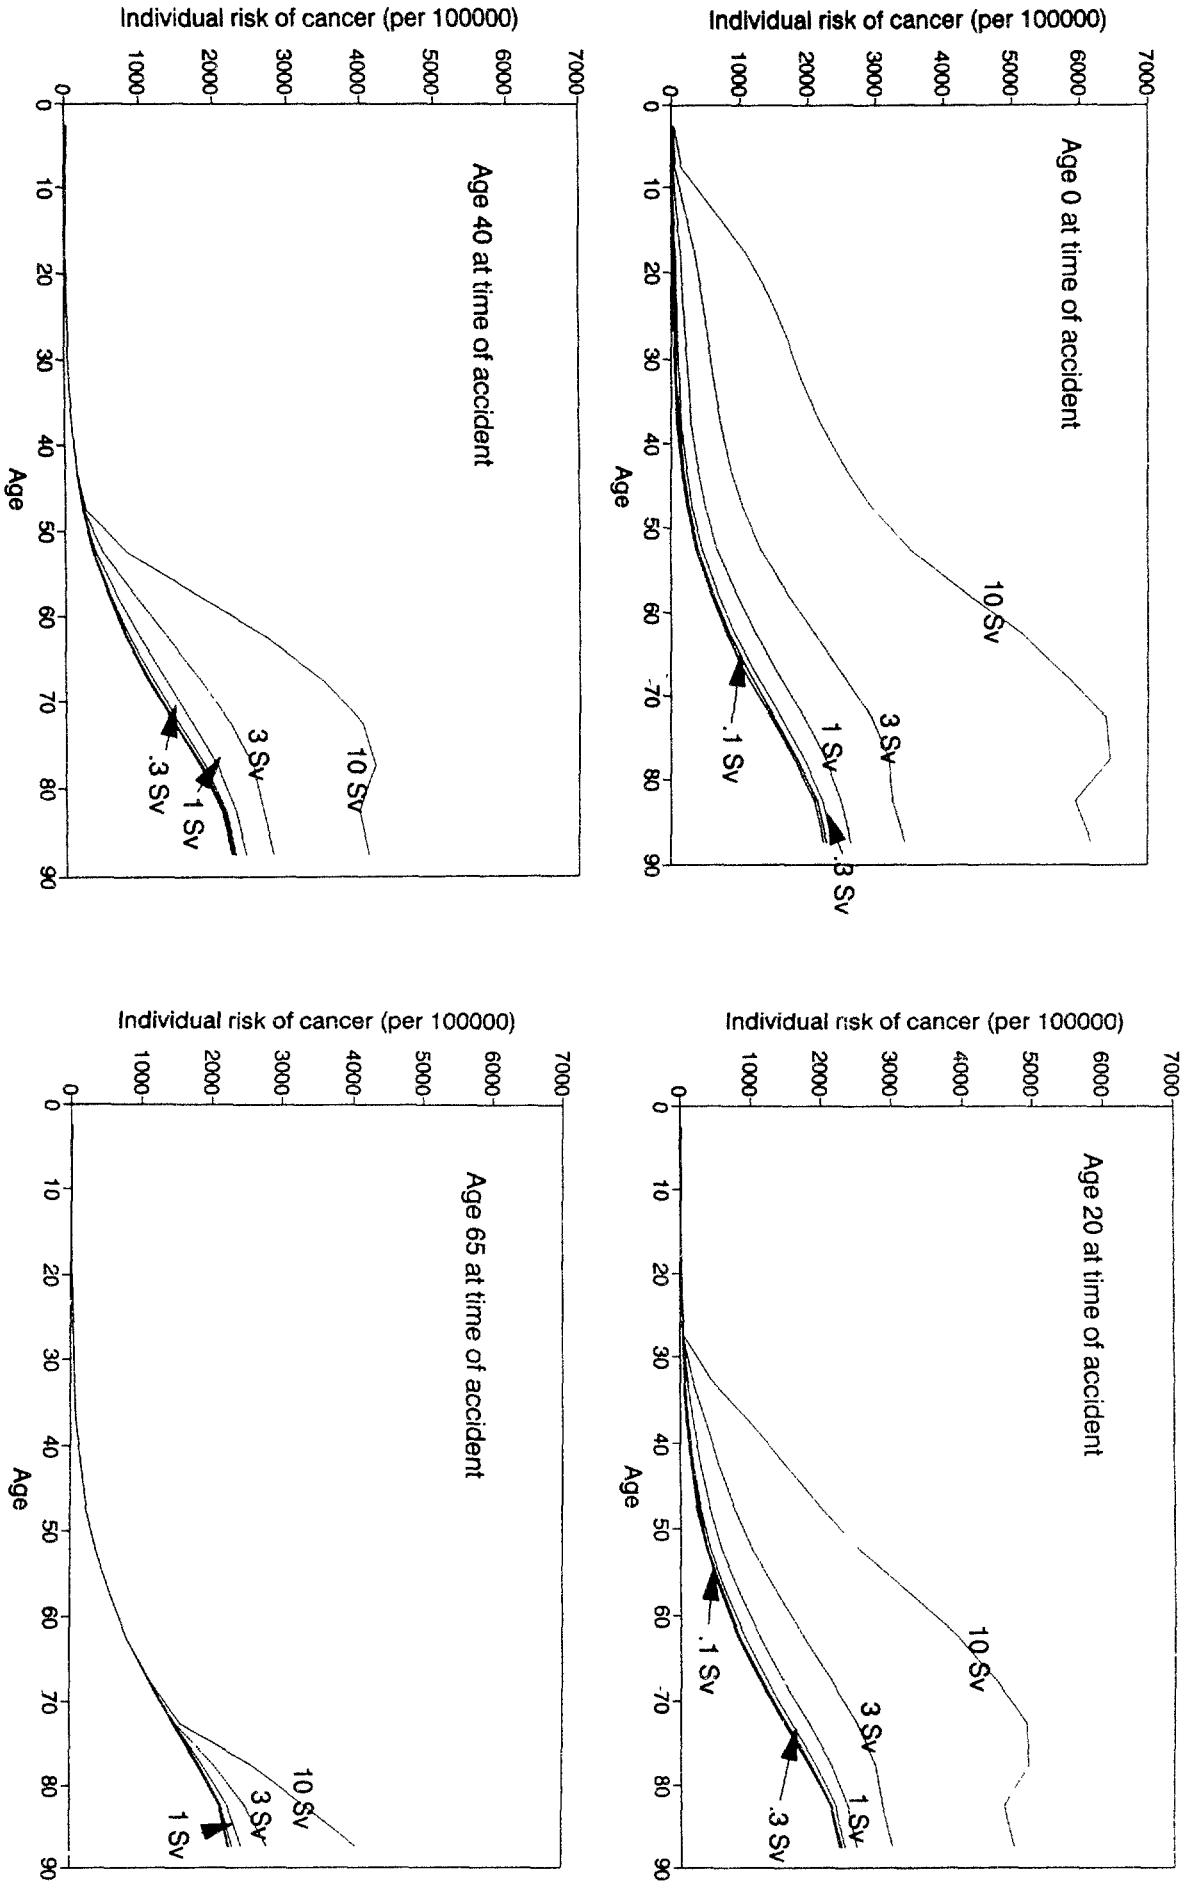 Individual risk of cancer (per 100000)
7000
6000
5000
4000
3000
2000
1000
0
Age 0 at time of accident
10 Sv
3 Sv
1 Sv
.3 Sv
.1 Sv
0 10 20 30 40 50 60 70 80 90
Age
Individual risk of cancer (per 100000)
7000
6000
5000
4000
3000
2000
1000
0
Age 20 at time of accident
10 Sv
3 Sv
1 Sv
.3 Sv
.1 Sv
0 10 20 30 40 50 60 70 80 90
Age
Individual risk of cancer (per 100000)
7000
6000
5000
4000
3000
2000
1000
0
Age 40 at time of accident
10 Sv
3 Sv
1 Sv
.3 Sv
0 10 20 30 40 50 60 70 80 90
Age
Individual risk of cancer (per 100000)
7000
6000
5000
4000
3000
2000
1000
0
Age 65 at time of accident
10 Sv
3 Sv
1 Sv
0 10 20 30 40 50 60 70 80 90
Age